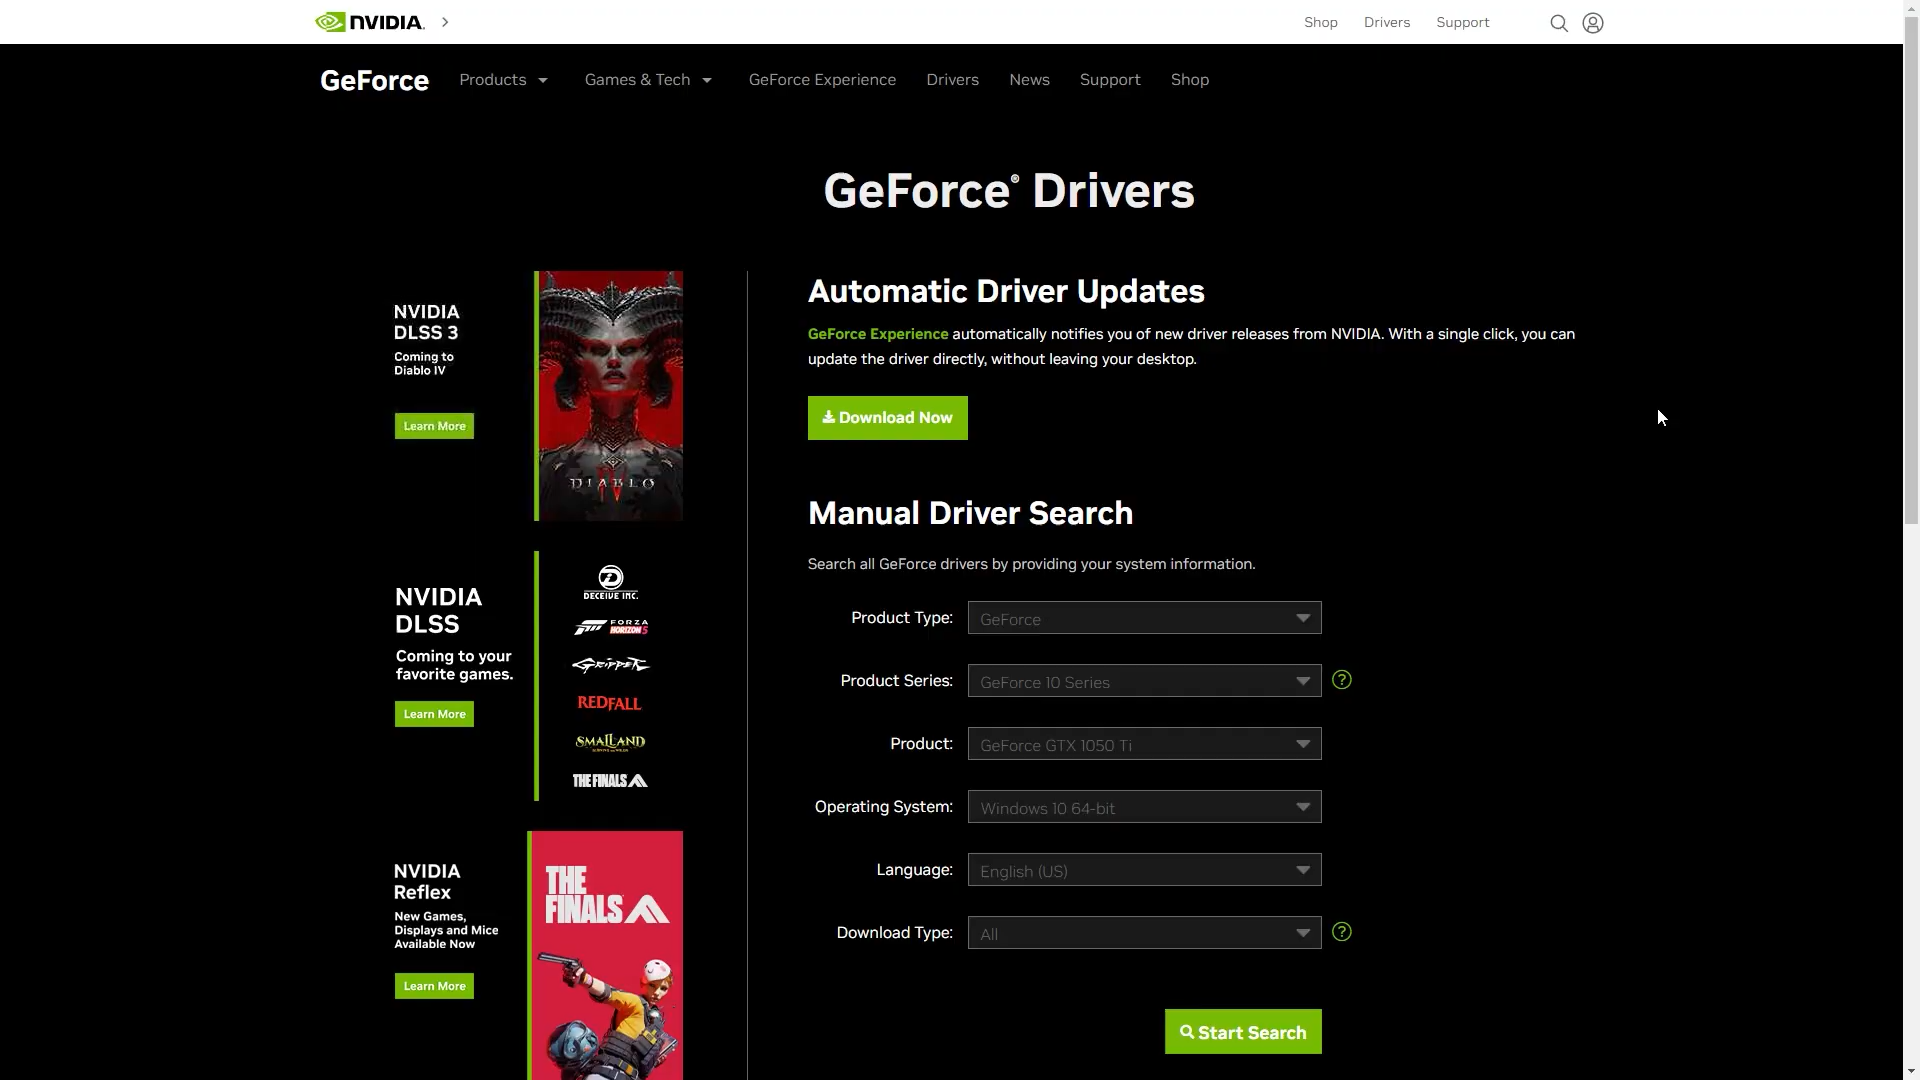 NVIDIA.
Shop
Drivers
Support
GeForce
Products
Games & Tech
GeForce Experience
Drivers
News
Support
Shop
GeForce® Drivers
NVIDIA
DLSS 3
Coming to
Diablo IV
Learn More
DIABLO
IV
NVIDIA
DLSS
Coming to your
favorite games.
Learn More
DECEIVE INC.
FORZA
HORIZON 5
GRIPPER
REDFALL
SMALLAND
THE FINALS
NVIDIA
Reflex
New Games,
Displays and Mice
Available Now
Learn More
THE
FINALS
Automatic Driver Updates
GeForce Experience automatically notifies you of new driver releases from NVIDIA. With a single click, you can
update the driver directly, without leaving your desktop.
Download Now
Manual Driver Search
Search all GeForce drivers by providing your system information.
Product Type: GeForce
Product Series: GeForce 10 Series ?
Product: GeForce GTX 1050 Ti
Operating System: Windows 10 64-bit
Language: English (US)
Download Type: All ?
Start Search